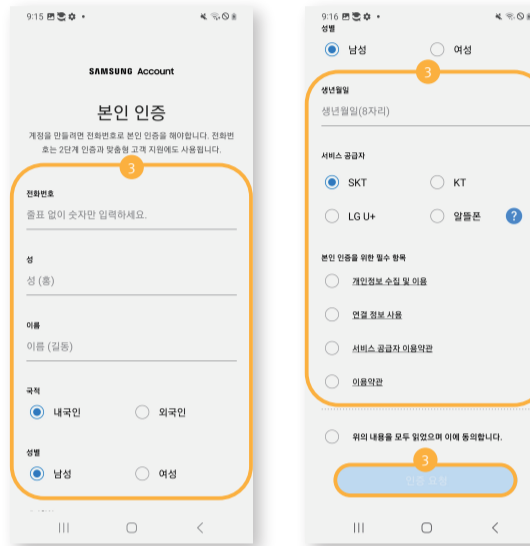 9:15
SAMSUNG Account
본인 인증
계정을 만들려면 전화번호로 본인 인증을 해야합니다. 전화번
호는 2단계 인증과 맞춤형 고객 지원에도 사용됩니다.
3
전화번호
줄표 없이 숫자만 입력하세요.
성
성 (홍)
이름
이름 (길동)
국적
내국인 외국인
성별
남성 여성
9:16
성별
남성 여성
3
생년월일
생년월일(8자리)
서비스 공급자
SKT KT
LG U+ 알뜰폰 ?
본인 인증을 위한 필수 항목
개인정보 수집 및 이용
연결 정보 사용
서비스 공급자 이용약관
이용약관
위의 내용을 모두 읽었으며 이에 동의합니다.
3
인증 요청